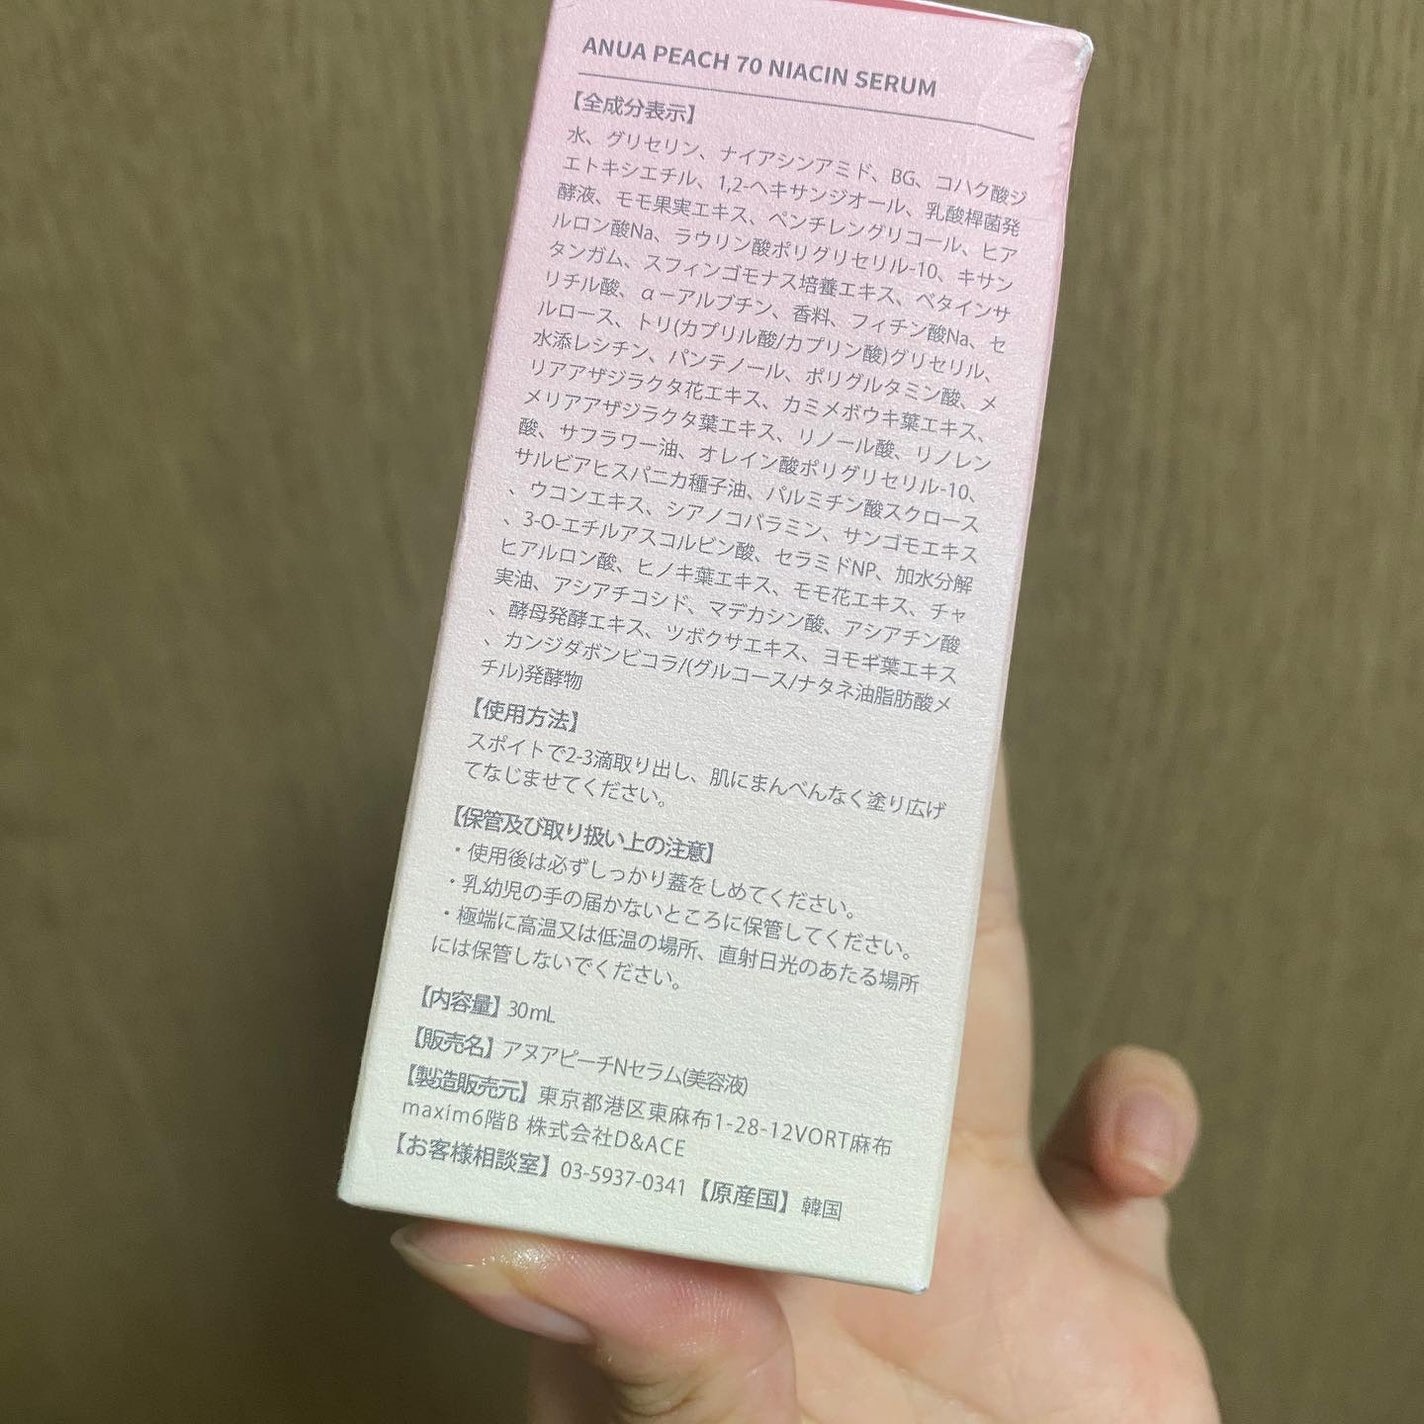 ANUA PEACH 70 NIACIN SERUM
【全成分表示】
水、グリセリン、ナイアシンアミド、BG、コハク酸ジ
エトキシエチル、1,2-ヘキサンジオール、乳酸桿菌発
酵液、モモ果実エキス、ペンチレングリコール、ヒア
ルロン酸Na、ラウリン酸ポリグリセリル-10、キサン
タンガム、スフィンゴモナス培養エキス、ベタインサ
リチル酸、α－アルブチン、香料、フィチン酸Na、セ
ルロース、トリ(カプリル酸/カプリン酸)グリセリル、
水添レシチン、パンテノール、ポリグルタミン酸、メ
リアアザジラクタ花エキス、カミメボウキ葉エキス、
メリアアザジラクタ葉エキス、リノール酸、リノレン
酸、サフラワー油、オレイン酸ポリグリセリル-10、
サルビアヒスパニカ種子油、パルミチン酸スクロース
、ウコンエキス、シアノコバラミン、サンゴモエキス
、3-O-エチルアスコルビン酸、セラミドNP、加水分解
ヒアルロン酸、ヒノキ葉エキス、モモ花エキス、チャ
実油、アシアチコシド、マデカシン酸、アシアチン酸
、酵母発酵エキス、ツボクサエキス、ヨモギ葉エキス
、カンジダボンビコラ/(グルコース/ナタネ油脂肪酸メ
チル)発酵物
【使用方法】
スポイトで2-3滴取り出し、肌にまんべんなく塗り広げ
てなじませてください。
【保管及び取り扱い上の注意】
・使用後は必ずしっかり蓋をしめてください。
・乳幼児の手の届かないところに保管してください。
・極端に高温又は低温の場所、直射日光のあたる場所
には保管しないでください。
【内容量】30mL
【販売名】アヌアピーチNセラム(美容液)
【製造販売元】東京都港区東麻布1-28-12VORT麻布
maxim6階B 株式会社D&ACE
【お客様相談室】03-5937-0341【原産国】韓国